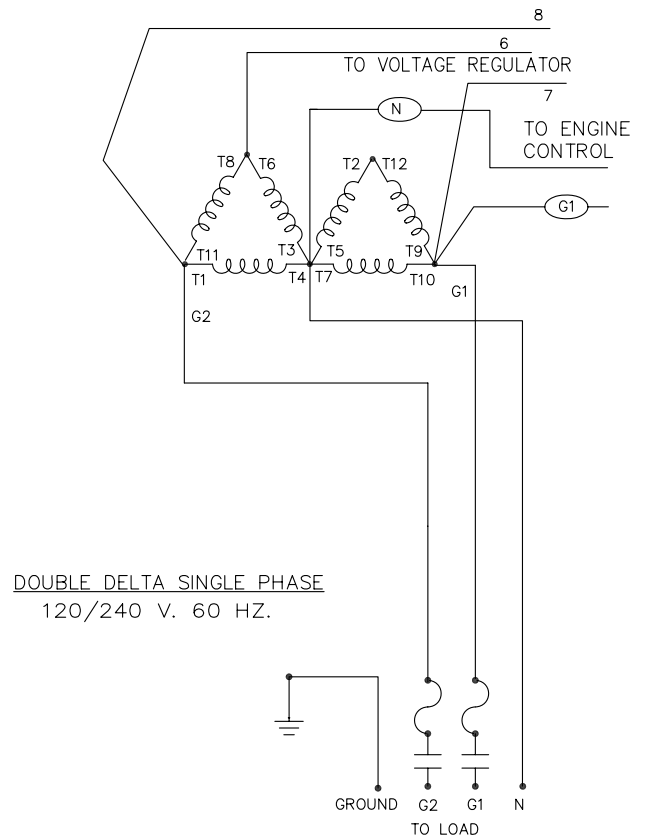 8
6
TO VOLTAGE REGULATOR
7
N
TO ENGINE
CONTROL
T8 T6
T2 T12
G1
T11 T3 T5 T9
T1 T4 T7 T10
G1
G2
DOUBLE DELTA SINGLE PHASE
120/240 V. 60 HZ.
GROUND G2 G1 N
TO LOAD